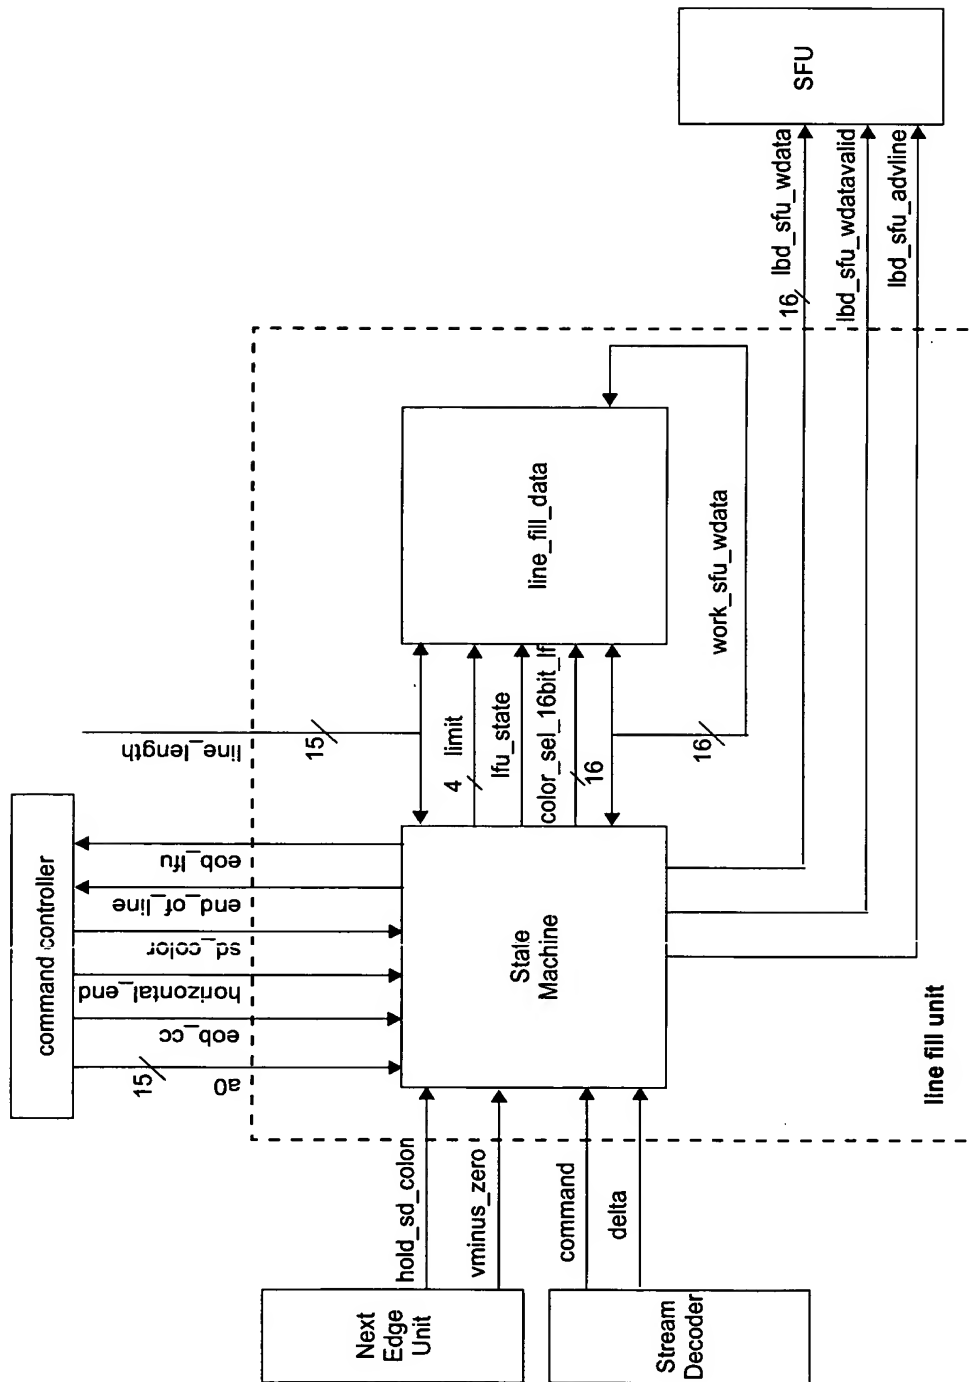 command controller
SFU
a0
15
eob_cc
horizontal_end
sd_color
end_of_line
eob_lfu
line_length
15
Next
Edge
Unit
hold_sd_colon
vminus_zero
Stream
Decoder
command
delta
State
Machine
4
limit
lfu_state
color_sel_16bit_lf
16
line_fill_data
16
work_sfu_wdata
16
lbd_sfu_wdata
lbd_sfu_wdatavalid
lbd_sfu_advline
line fill unit